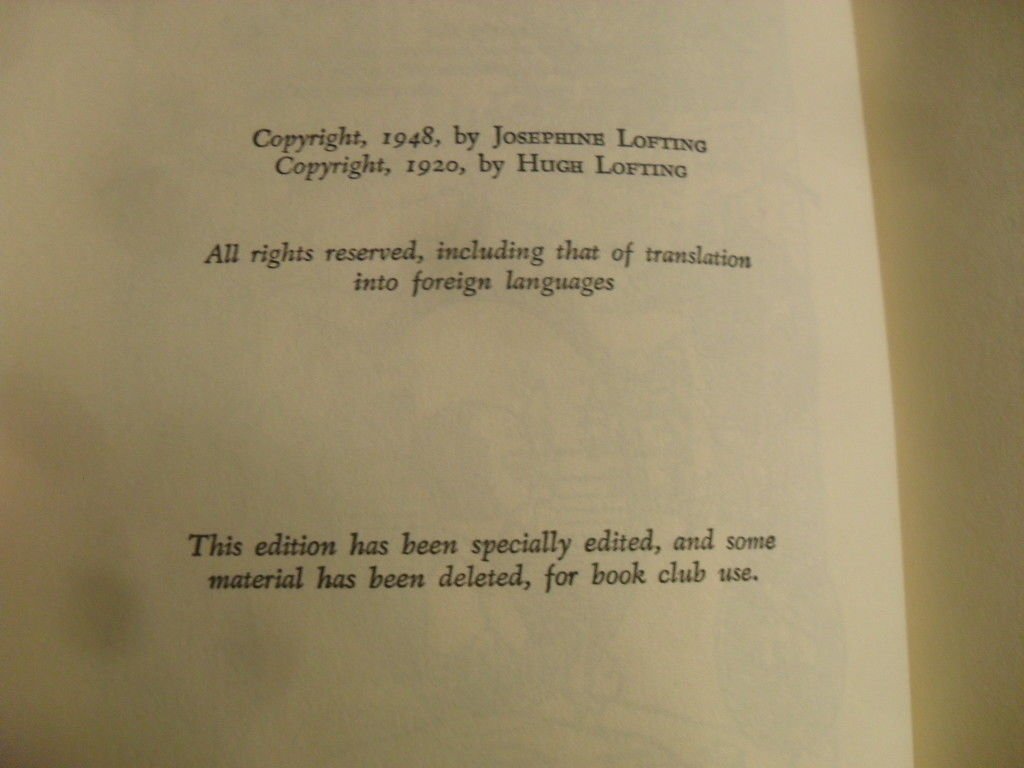 Copyright, 1948, by Josephine Lofting
Copyright, 1920, by Hugh Lofting
All rights reserved, including that of translation
into foreign languages
This edition has been specially edited, and some
material has been deleted, for book club use.